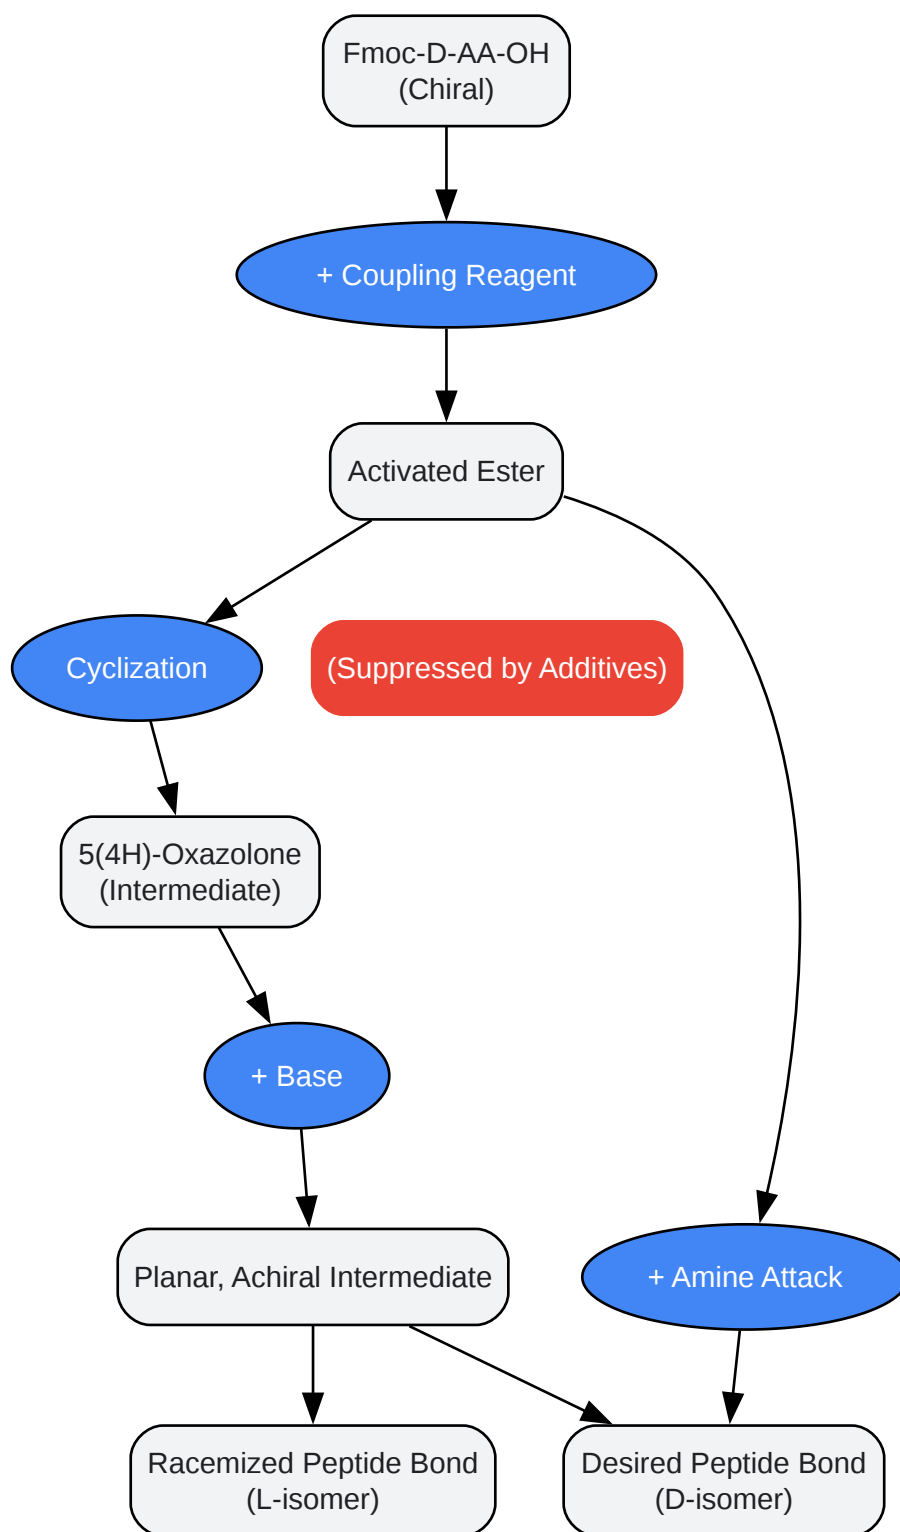 Fmoc-D-AA-OH
(Chiral)
+ Coupling Reagent
Activated Ester
Cyclization
(Suppressed by Additives)
5(4H)-Oxazolone
(Intermediate)
+ Base
Planar, Achiral Intermediate
+ Amine Attack
Racemized Peptide Bond
(L-isomer)
Desired Peptide Bond
(D-isomer)